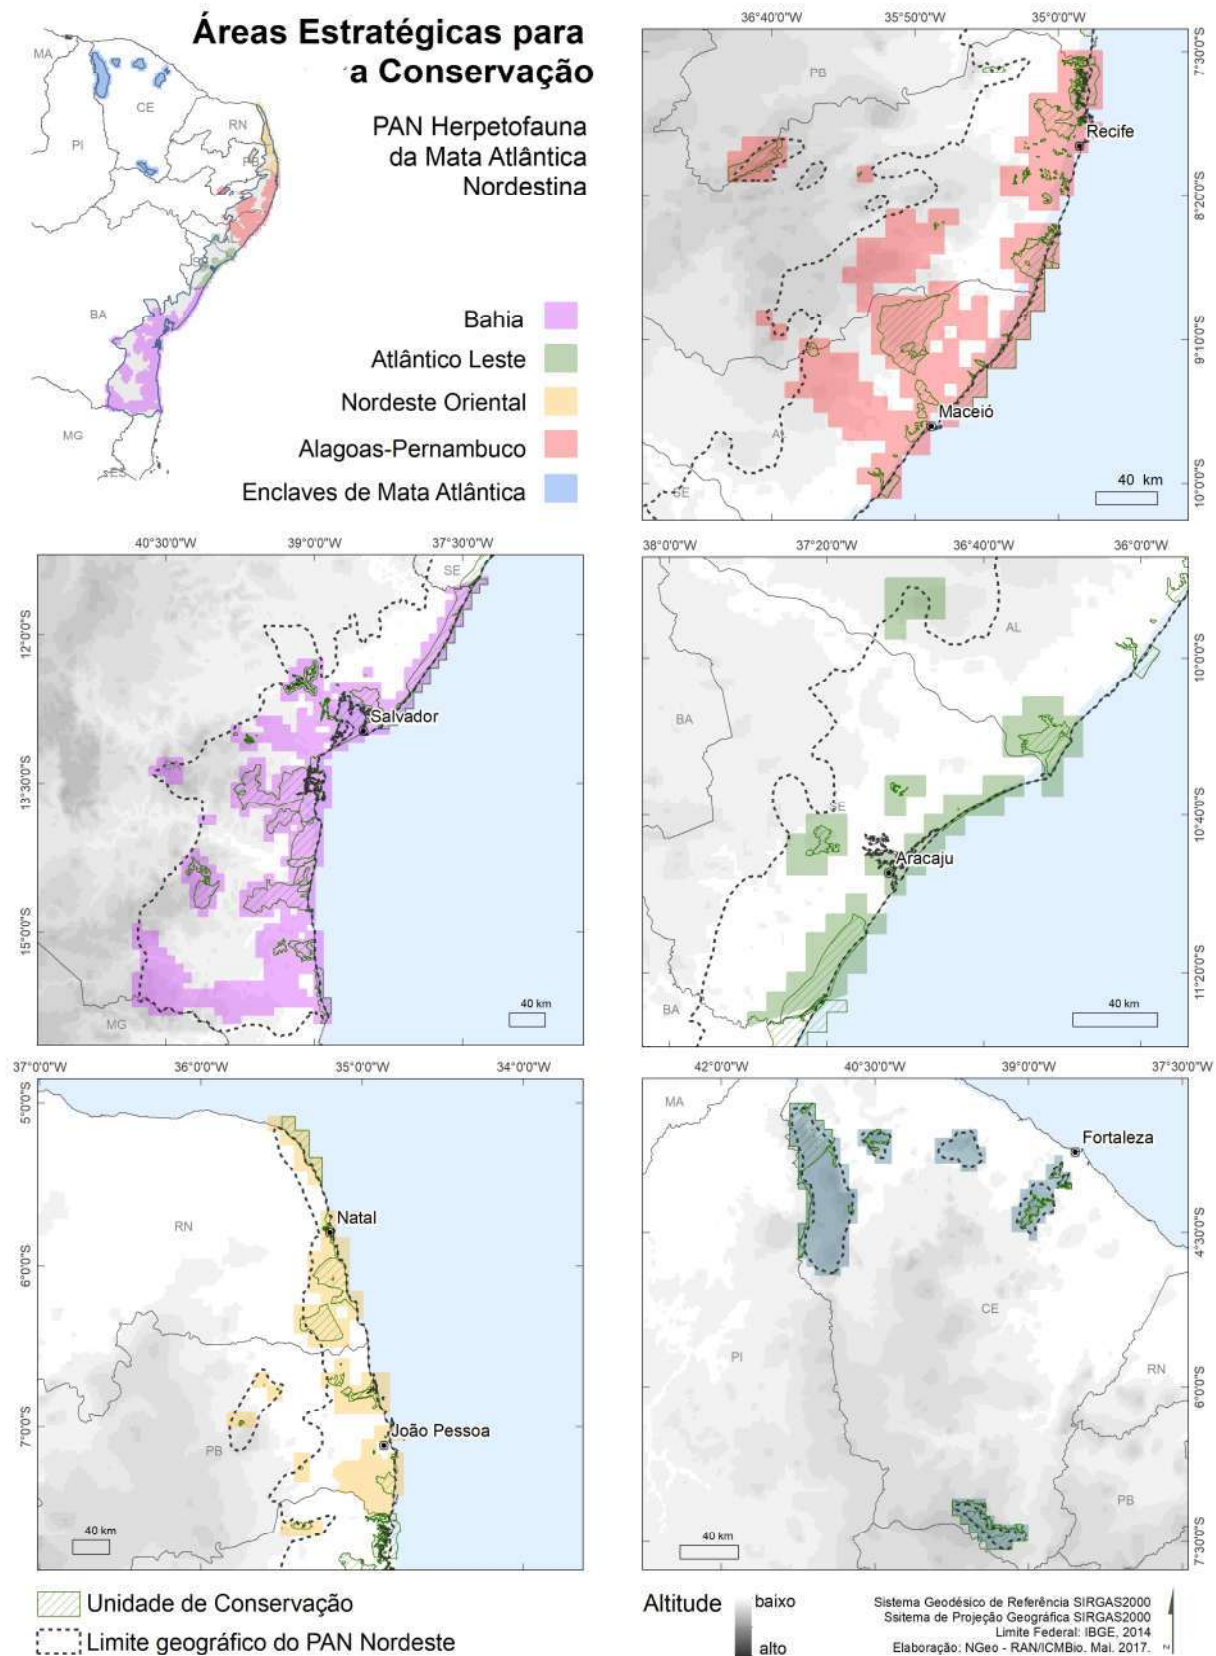 Áreas Estratégicas para
a Conservação
PAN Herpetofauna
da Mata Atlântica
Nordestina
MA
CE
RN
PI
PB
AL
BA
MG
ES
Bahia
Atlântico Leste
Nordeste Oriental
Alagoas-Pernambuco
Enclaves de Mata Atlântica
36°40'0"W
35°50'0"W
35°0'0"W
7°30'0"S
8°20'0"S
9°10'0"S
10°0'0"S
PB
Recife
Maceió
AL
SE
40 km
40°30'0"W
39°0'0"W
37°30'0"W
12°0'0"S
13°30'0"S
15°0'0"S
SE
Salvador
MG
40 km
38°0'0"W
37°20'0"W
36°40'0"W
36°0'0"W
10°0'0"S
10°40'0"S
11°20'0"S
AL
BA
SE
Aracaju
BA
40 km
37°0'0"W
36°0'0"W
35°0'0"W
34°0'0"W
5°0'0"S
6°0'0"S
7°0'0"S
RN
Natal
João Pessoa
PB
40 km
42°0'0"W
40°30'0"W
39°0'0"W
37°30'0"W
4°30'0"S
6°0'0"S
7°30'0"S
MA
Fortaleza
CE
PI
RN
PB
40 km
Unidade de Conservação
Limite geográfico do PAN Nordeste
Altitude
baixo
alto
Sistema Geodésico de Referência SIRGAS2000
Ssitema de Projeção Geográfica SIRGAS2000
Limite Federal: IBGE, 2014
Elaboração: NGeo - RAN/ICMBio. Mai. 2017.
N